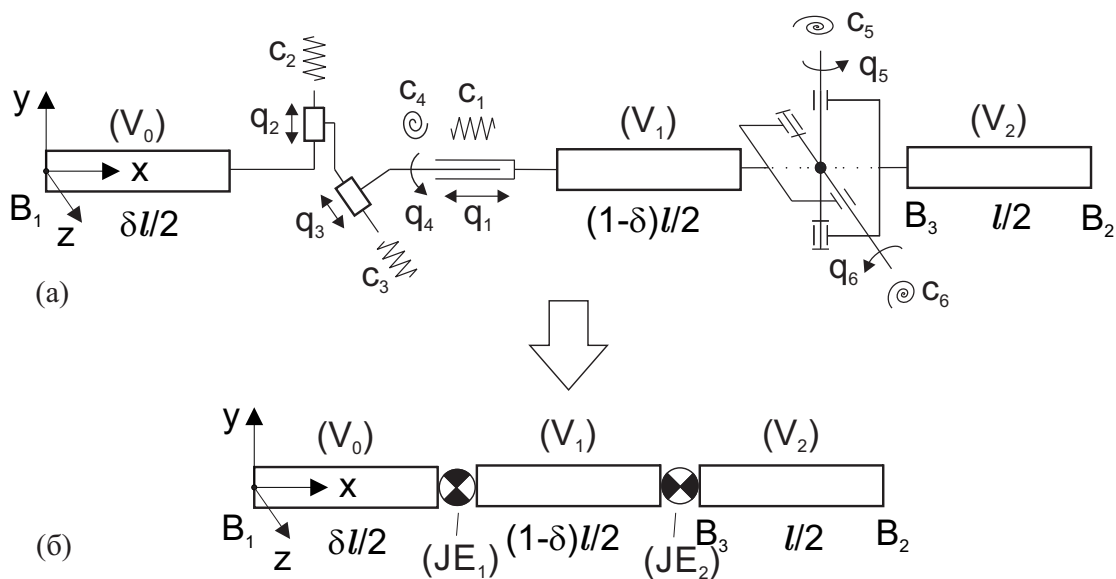 c₅
c₂
q₅
y
c₄ c₁
q₂
(V₀) (V₁) (V₂)
x
B₁
z
δl/2
q₃ q₄ q₁
(1-δ)l/2
B₃ l/2 B₂
c₃
q₆ c₆
(а)
y
(V₀) (V₁) (V₂)
x
B₁
z
(б)
δl/2 (JE₁) (1-δ)l/2 (JE₂) B₃ l/2 B₂